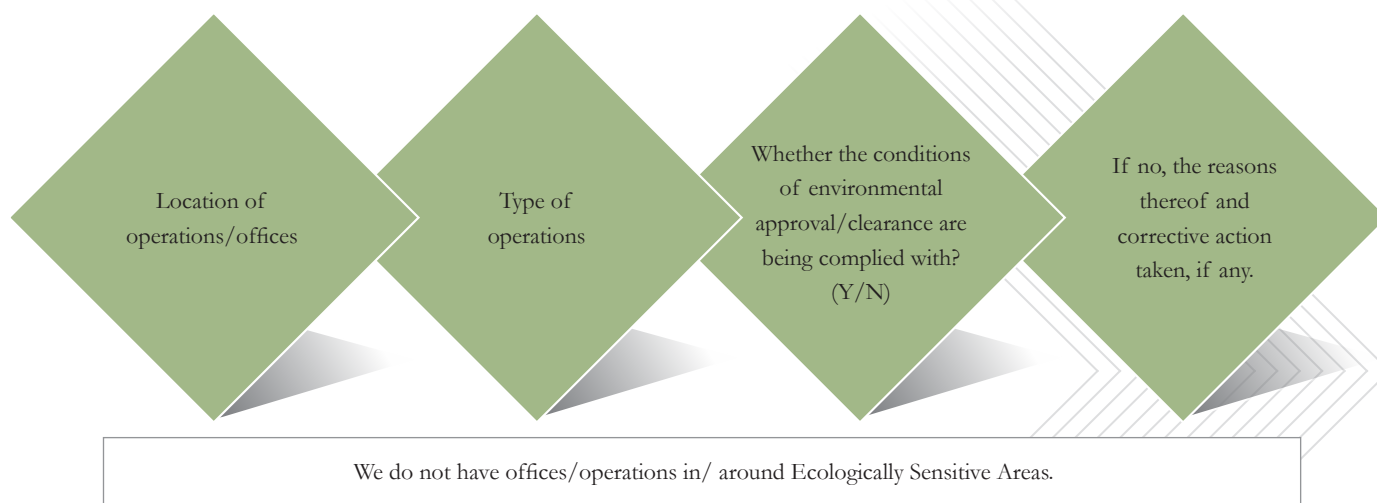 Location of
operations/offices
Type of
operations
Whether the conditions
of environmental
approval/clearance are
being complied with?
(Y/N)
If no, the reasons
thereof and
corrective action
taken, if any.
We do not have offices/operations in/ around Ecologically Sensitive Areas.